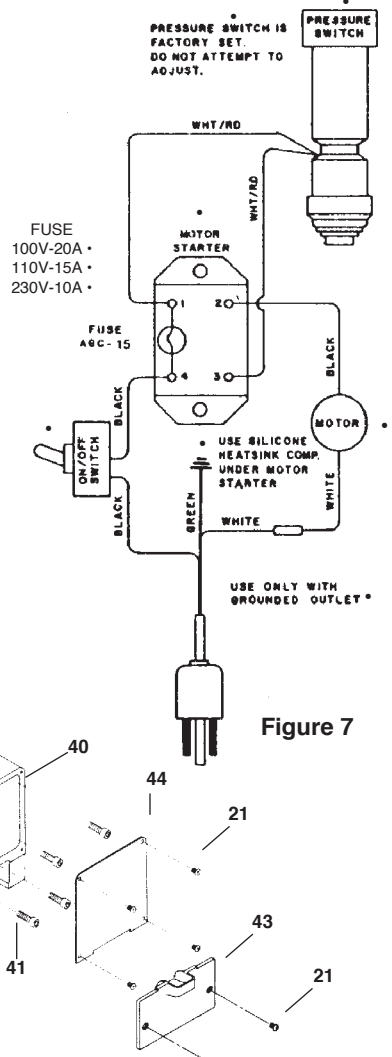 PRESSURE SWITCH IS
FACTORY SET.
DO NOT ATTEMPT TO
ADJUST.
PRESSURE
SWITCH
WHT/RD
WHT/RD
FUSE
100V-20A •
110V-15A •
230V-10A •
MOTOR
STARTER
1
2
FUSE
AGC-15
4
3
BLACK
BLACK
MOTOR
ON/OFF
SWITCH
USE SILICONE
HEATSINK COMP.
UNDER MOTOR
STARTER
BLACK
GREEN
WHITE
WHITE
USE ONLY WITH
GROUNDED OUTLET
Figure 7
40
44
21
41
43
21